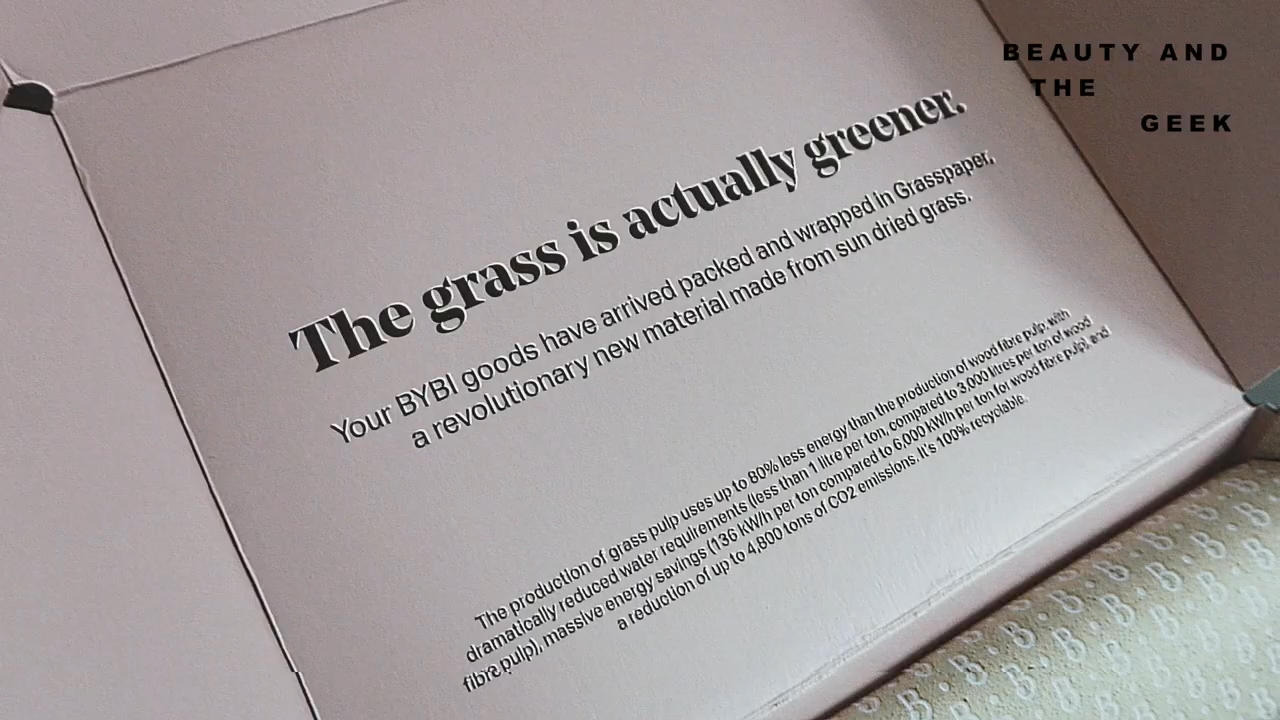 BEAUTY AND
THE
GEEK
The grass is actually greener.
Your BYBI goods have arrived packed and wrapped in Grasspaper,
a revolutionary new material made from sun dried grass.
The production of grass pulp uses up to 80% less energy than the production of wood fibre pulp, with
dramatically reduced water requirements (less than 1 litre per ton, compared to 3,000 litres per ton of wood
fibre pulp), massive energy savings (136 kW/h per ton compared to 6,000 kW/h per ton for wood fibre pulp), and
a reduction of up to 4,800 tons of CO2 emissions. It's 100% recyclable.